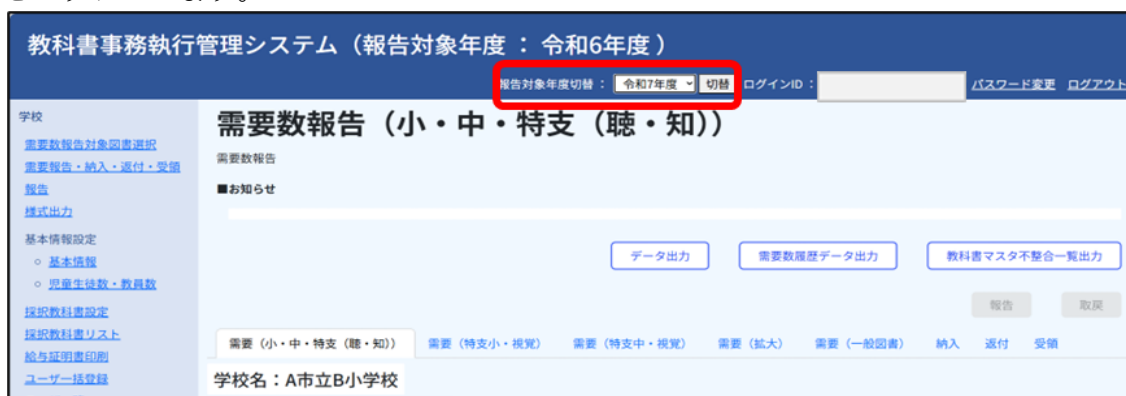 教科書事務執行管理システム（報告対象年度 ： 令和6年度 ）
報告対象年度切替 ： 令和7年度 切替 ログインID ： パスワード変更 ログアウト
学校
需要数報告対象図書選択
需要報告・納入・返付・受領
報告
様式出力
基本情報設定
基本情報
児童生徒数・教員数
採択教科書設定
採択教科書リスト
給与証明書印刷
ユーザ一括登録
需要数報告（小・中・特支（聴・知））
需要数報告
■お知らせ
データ出力 需要数履歴データ出力 教科書マスタ不整合一覧出力
報告 取戻
需要（小・中・特支（聴・知）） 需要（特支小・視覚） 需要（特支中・視覚） 需要（拡大） 需要（一般図書） 納入 返付 受領
学校名：A市立B小学校